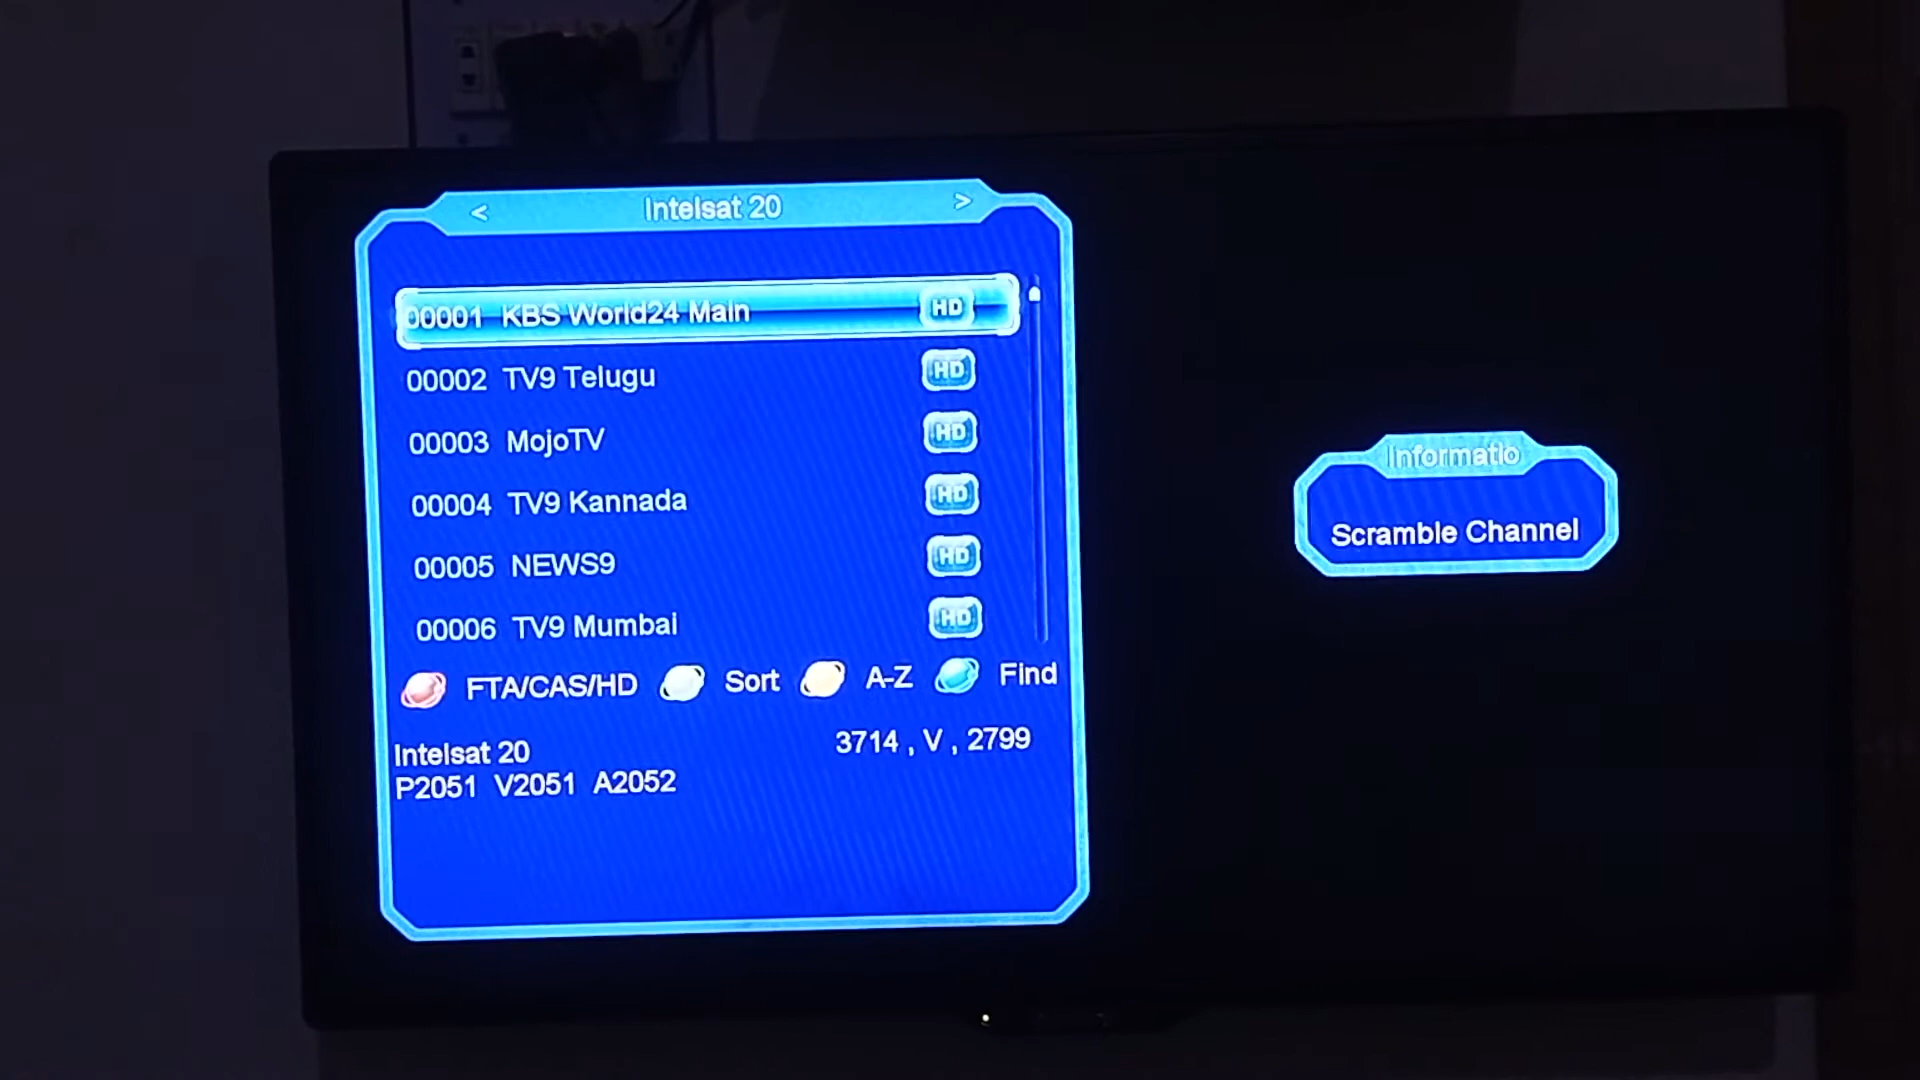 < Intelsat 20 >
00001 KBS World24 Main HD
00002 TV9 Telugu HD
00003 MojoTV HD
00004 TV9 Kannada HD
00005 NEWS9 HD
00006 TV9 Mumbai HD
FTA/CAS/HD Sort A-Z Find
Intelsat 20 3714 , V , 2799
P2051 V2051 A2052
Informatio
Scramble Channel